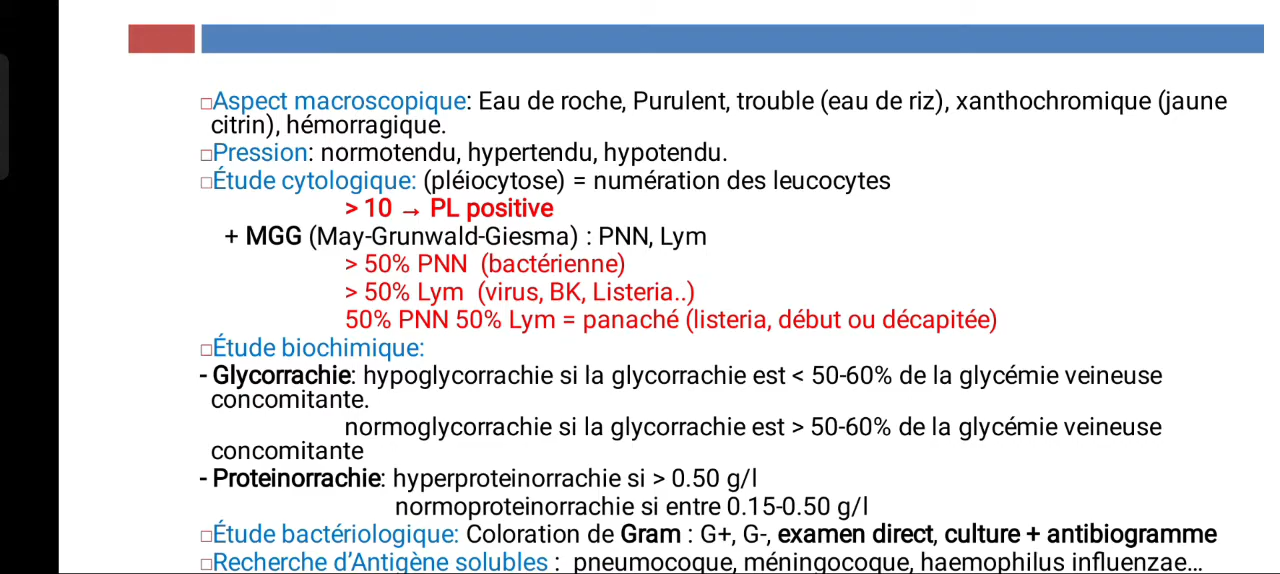 □Aspect macroscopique: Eau de roche, Purulent, trouble (eau de riz), xanthochromique (jaune
citrin), hémorragique.
□Pression: normotendu, hypertendu, hypotendu.
□Étude cytologique: (pléiocytose) = numération des leucocytes
> 10 → PL positive
+ MGG (May-Grunwald-Giesma) : PNN, Lym
> 50% PNN (bactérienne)
> 50% Lym (virus, BK, Listeria..)
50% PNN 50% Lym = panaché (listeria, début ou décapitée)
□Étude biochimique:
- Glycorrachie: hypoglycorrachie si la glycorrachie est < 50-60% de la glycémie veineuse
concomitante.
normoglycorrachie si la glycorrachie est > 50-60% de la glycémie veineuse
concomitante
- Proteinorrachie: hyperproteinorrachie si > 0.50 g/l
normoproteinorrachie si entre 0.15-0.50 g/l
□Étude bactériologique: Coloration de Gram : G+, G-, examen direct, culture + antibiogramme
□Recherche d'Antigène solubles : pneumocoque, méningocoque, haemophilus influenzae...